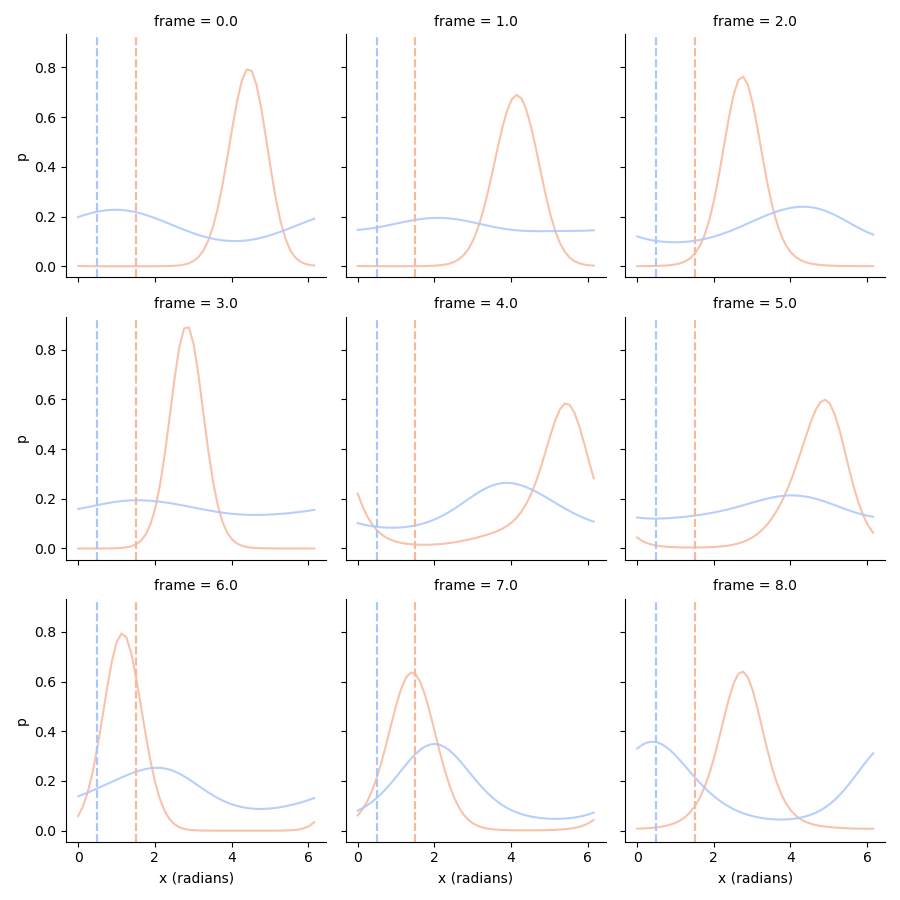 frame = 0.0 frame = 1.0 frame = 2.0
p
0.8
0.6
0.4
0.2
0.0
frame = 3.0 frame = 4.0 frame = 5.0
p
0.8
0.6
0.4
0.2
0.0
frame = 6.0 frame = 7.0 frame = 8.0
p
0.8
0.6
0.4
0.2
0.0
0 2 4 6 0 2 4 6 0 2 4 6
x (radians) x (radians) x (radians)